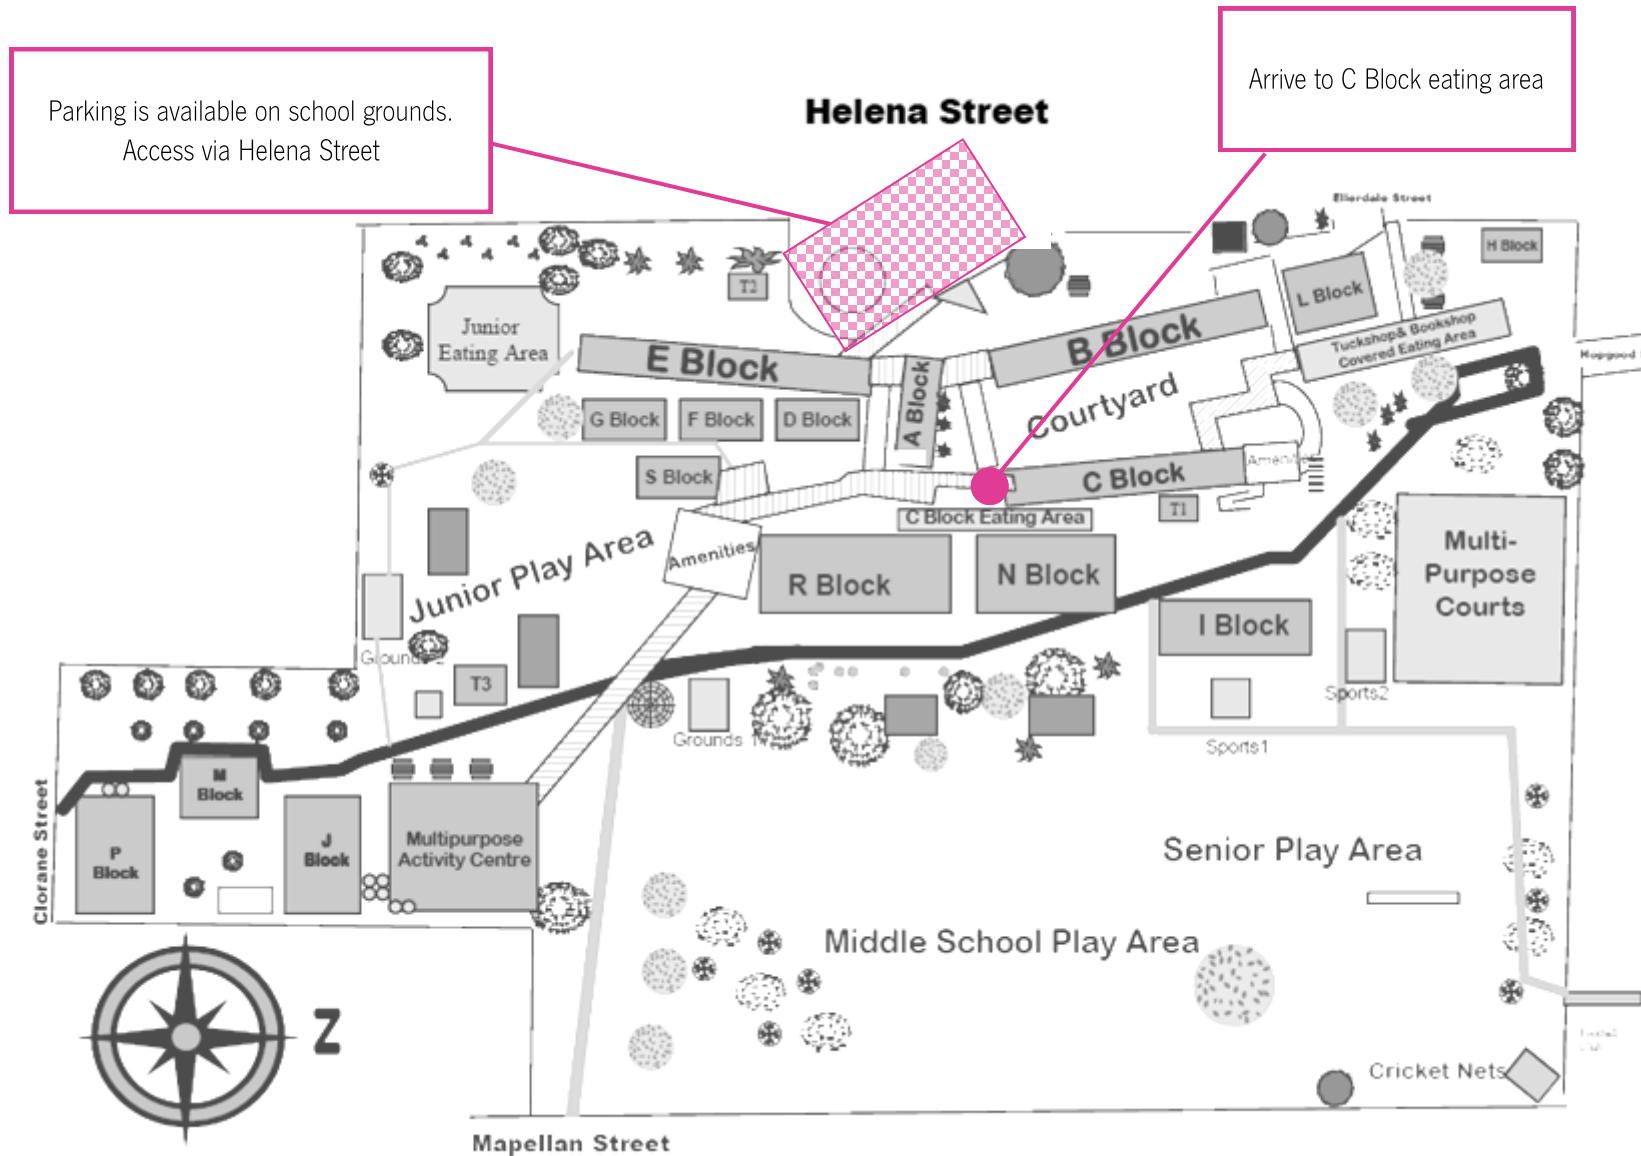 Parking is available on school grounds.
Access via Helena Street
Arrive to C Block eating area
Helena Street
Ellerdale Street
H Block
L Block
T2
Junior
Eating Area
E Block
B Block
Tuckshop& Bookshop
Covered Eating Area
Hopgood
A Block
Courtyard
G Block
F Block
D Block
S Block
C Block
Amenities
T1
C Block Eating Area
Junior Play Area
Amenities
R Block
N Block
Multi-
Purpose
Courts
I Block
Grounds 2
T3
Sports2
Grounds 1
Sports1
M
Block
Clorane Street
P
Block
J
Block
Multipurpose
Activity Centre
Senior Play Area
Middle School Play Area
Z
Cricket Nets
Mapellan Street